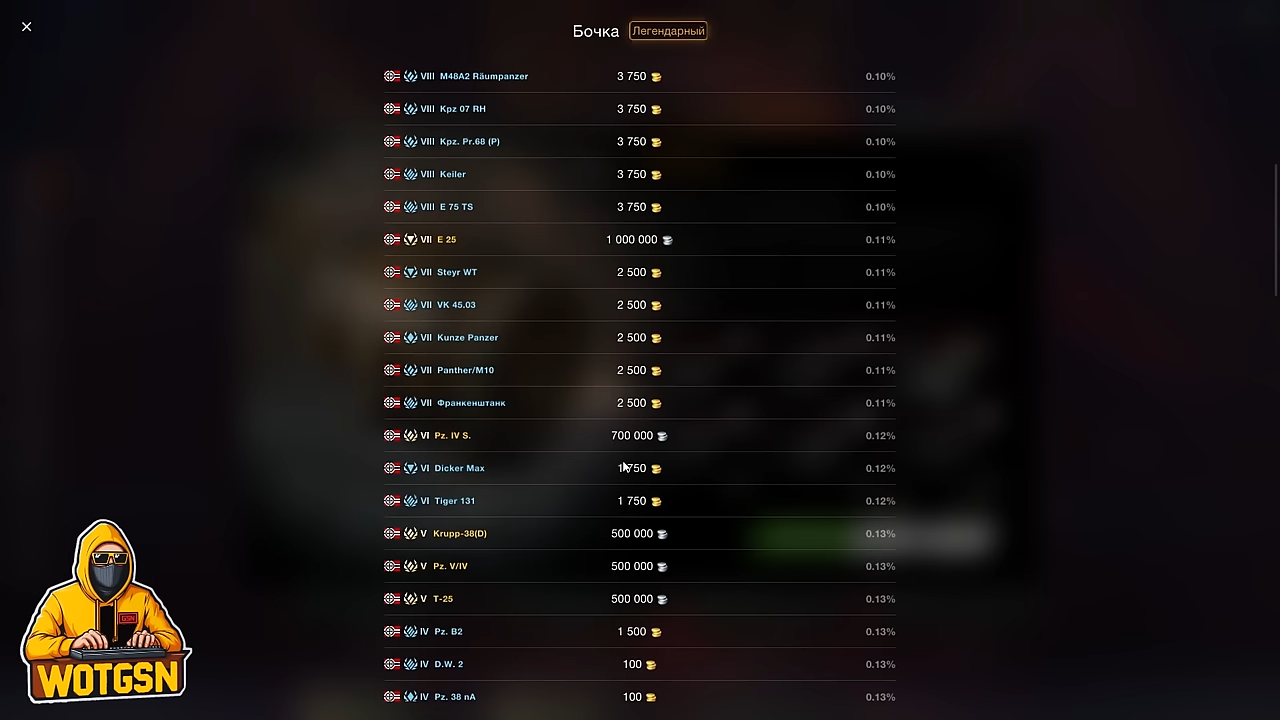 Бочка Легендарный
VIII M48A2 Räumpanzer 3 750 0.10%
VIII Kpz 07 RH 3 750 0.10%
VIII Kpz. Pr.68 (P) 3 750 0.10%
VIII Keiler 3 750 0.10%
VIII E 75 TS 3 750 0.10%
VII E 25 1 000 000 0.11%
VII Steyr WT 2 500 0.11%
VII VK 45.03 2 500 0.11%
VII Kunze Panzer 2 500 0.11%
VII Panther/M10 2 500 0.11%
VII Франкенштанк 2 500 0.11%
VI Pz. IV S. 700 000 0.12%
VI Dicker Max 1 750 0.12%
VI Tiger 131 1 750 0.12%
V Krupp-38(D) 500 000 0.13%
V Pz. V/IV 500 000 0.13%
V T-25 500 000 0.13%
IV Pz. B2 1 500 0.13%
IV D.W. 2 100 0.13%
IV Pz. 38 nA 100 0.13%
GSN
WOTGSN